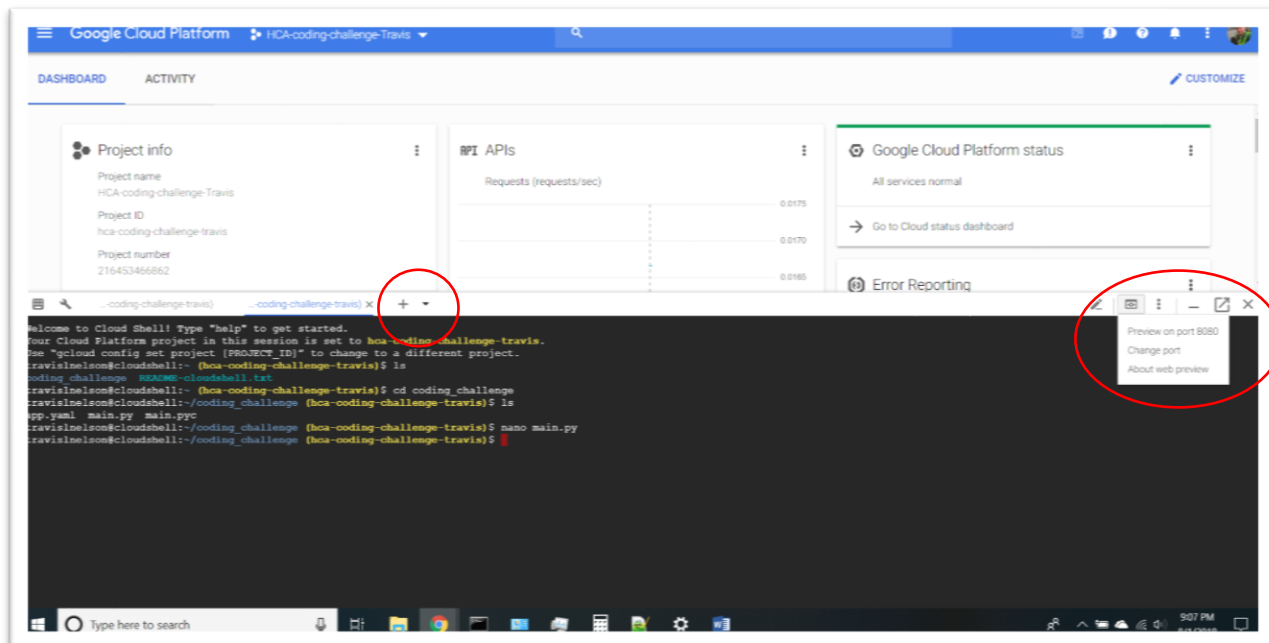 Google Cloud Platform HCA-coding-challenge-Travis
DASHBOARD ACTIVITY CUSTOMIZE
Project info
Project name
HCA-coding-challenge-Travis
Project ID
hca-coding-challenge-travis
Project number
216453466862
API APIs
Requests (requests/sec)
0.0175
0.0170
0.0165
Google Cloud Platform status
All services normal
Go to Cloud status dashboard
Error Reporting
...-coding-challenge-travis) ...-coding-challenge-travis) × +
Preview on port 8080
Change port
About web preview
elcome to Cloud Shell! Type "help" to get started.
our Cloud Platform project in this session is set to hca-coding-challenge-travis.
se "gcloud config set project [PROJECT_ID]" to change to a different project.
travislnelson@cloudshell:~ (hca-coding-challenge-travis)$ ls
coding_challenge README-cloudshell.txt
travislnelson@cloudshell:~ (hca-coding-challenge-travis)$ cd coding_challenge
travislnelson@cloudshell:~/coding_challenge (hca-coding-challenge-travis)$ ls
app.yaml main.py main.pyc
travislnelson@cloudshell:~/coding_challenge (hca-coding-challenge-travis)$ nano main.py
travislnelson@cloudshell:~/coding_challenge (hca-coding-challenge-travis)$
Type here to search
9:07 PM